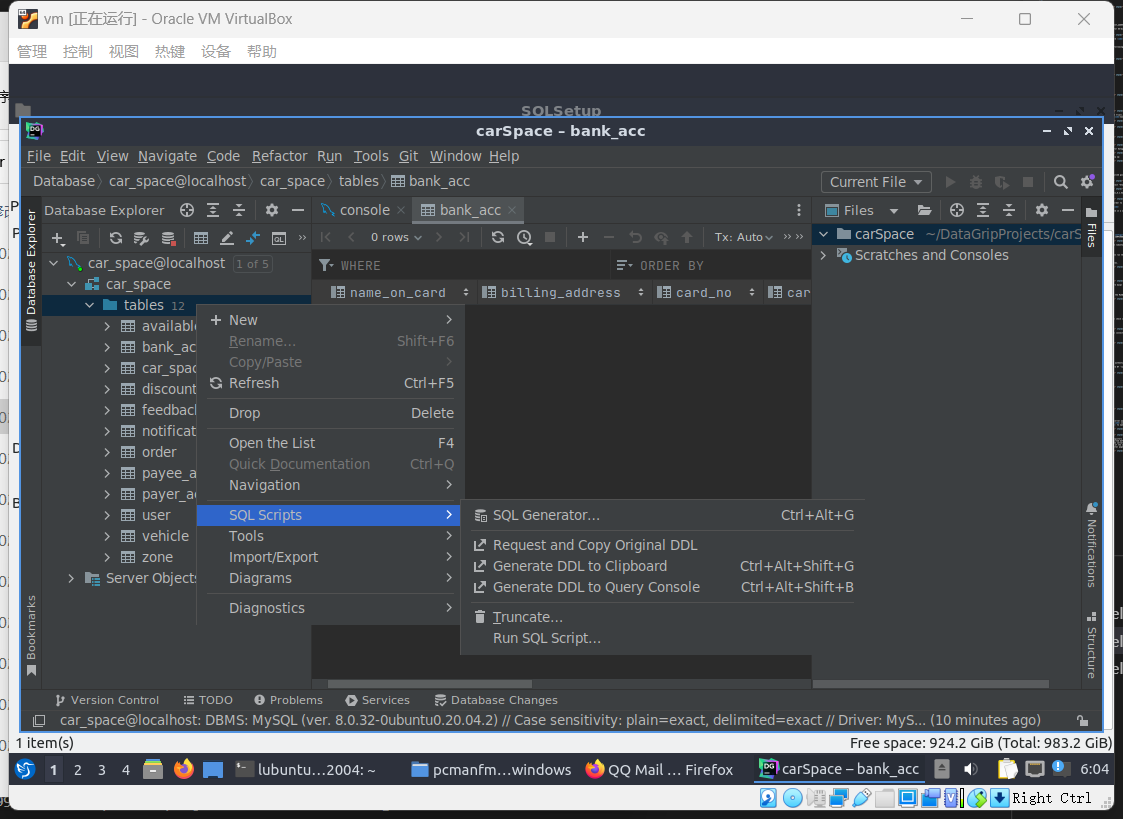 vm [正在运行] - Oracle VM VirtualBox
管理 控制 视图 热键 设备 帮助
SQLSetup
carSpace – bank_acc
File Edit View Navigate Code Refactor Run Tools Git Window Help
Database car_space@localhost car_space tables bank_acc Current File
Database Explorer console bank_acc Files
0 rows Tx: Auto
carSpace ~/DataGripProjects/carS
Scratches and Consoles
car_space@localhost 1 of 5
WHERE ORDER BY
car_space
name_on_card billing_address card_no car
tables 12
availabl
bank_ac
car_spac
discount
feedbac
notificat
order
payee_a
payer_a
user
vehicle
zone
Server Objects
New
Rename... Shift+F6
Copy/Paste
Refresh Ctrl+F5
Drop Delete
Open the List F4
Quick Documentation Ctrl+Q
Navigation
SQL Scripts
Tools
Import/Export
Diagrams
Diagnostics
SQL Generator... Ctrl+Alt+G
Request and Copy Original DDL
Generate DDL to Clipboard Ctrl+Alt+Shift+G
Generate DDL to Query Console Ctrl+Alt+Shift+B
Truncate...
Run SQL Script...
Database Explorer
Bookmarks
Files
Notifications
Structure
Version Control TODO Problems Services Database Changes
car_space@localhost: DBMS: MySQL (ver. 8.0.32-0ubuntu0.20.04.2) // Case sensitivity: plain=exact, delimited=exact // Driver: MyS... (10 minutes ago)
1 item(s) Free space: 924.2 GiB (Total: 983.2 GiB)
1 2 3 4 lubuntu...2004: ~ pcmanfm...windows QQ Mail ... Firefox carSpace – bank_acc 6:04
Right Ctrl